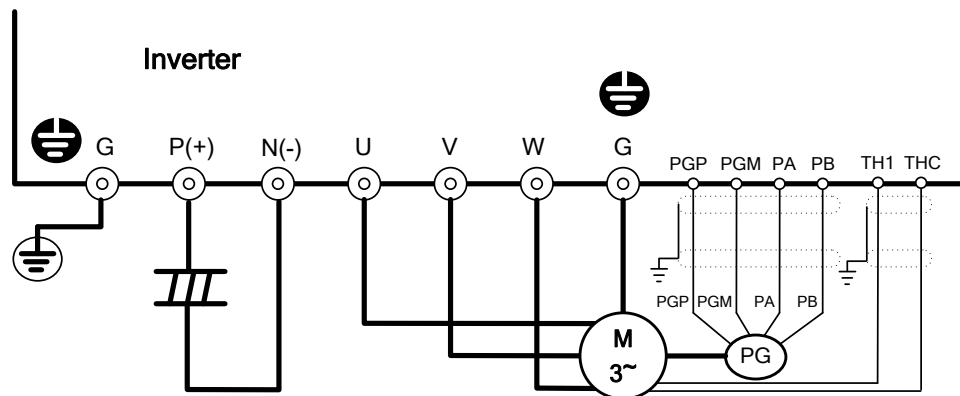 Inverter
G P(+) N(-) U V W G PGP PGM PA PB TH1 THC
PGP PGM PA PB
M
3~
PG